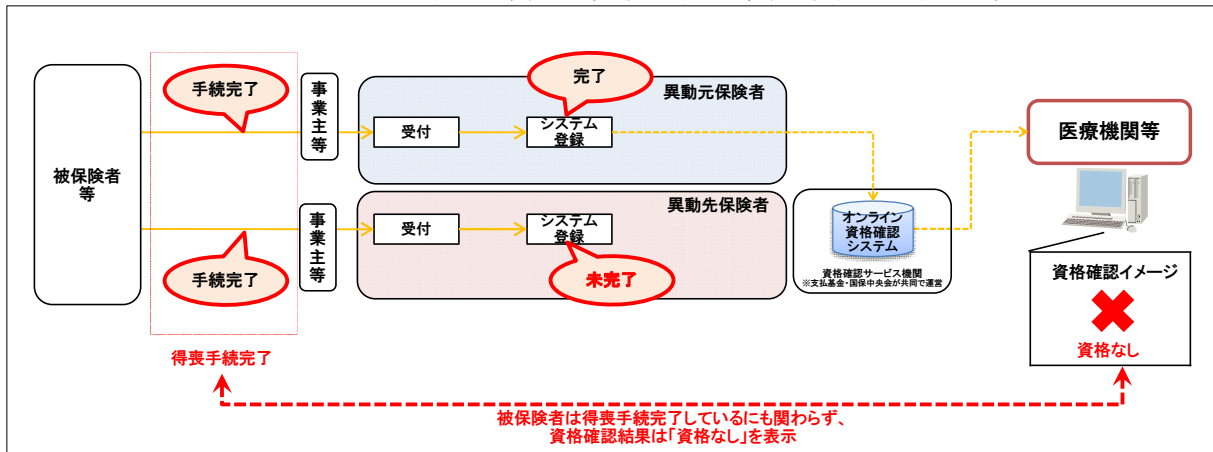 被保険者
等
手続完了
手続完了
得喪手続完了
事業主等
事業主等
異動元保険者
完了
受付
システム
登録
異動先保険者
受付
システム
登録
未完了
オンライン
資格確認
システム
資格確認サービス機関
※支払基金・国保中央会が共同で運営
医療機関等
資格確認イメージ
資格なし
被保険者は得喪手続完了しているにも関わらず、
資格確認結果は「資格なし」を表示